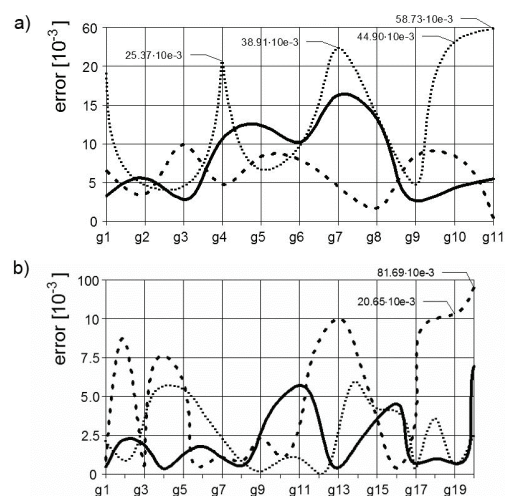 a)
error [10⁻³]
60
20
15
10
5
0
25.37·10e⁻3
38.91·10e⁻3
58.73·10e⁻3
44.90·10e⁻3
g1 g2 g3 g4 g5 g6 g7 g8 g9 g10 g11
b)
error [10⁻³]
100
10
7.5
5.0
2.5
0
81.69·10e-3
20.65·10e-3
g1 g3 g5 g7 g9 g11 g13 g15 g17 g19